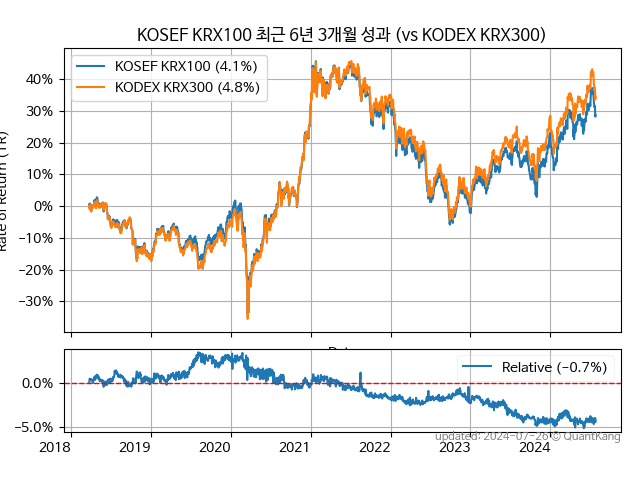 KOSEF KRX100 최근 6년 3개월 성과 (vs KODEX KRX300)
KOSEF KRX100 (4.1%)
KODEX KRX300 (4.8%)
Rate of Return (TR)
40%
30%
20%
10%
0%
−10%
−20%
−30%
Relative (−0.7%)
0.0%
−5.0%
updated: 2024-07-26 © QuantKang
2018 2019 2020 2021 2022 2023 2024